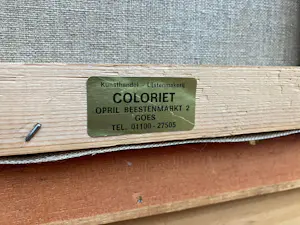 Kunsthandel - Lijstenmakerij
COLORIET
OPRIL BEESTENMARKT 2
GOES
TEL. 01100-27505